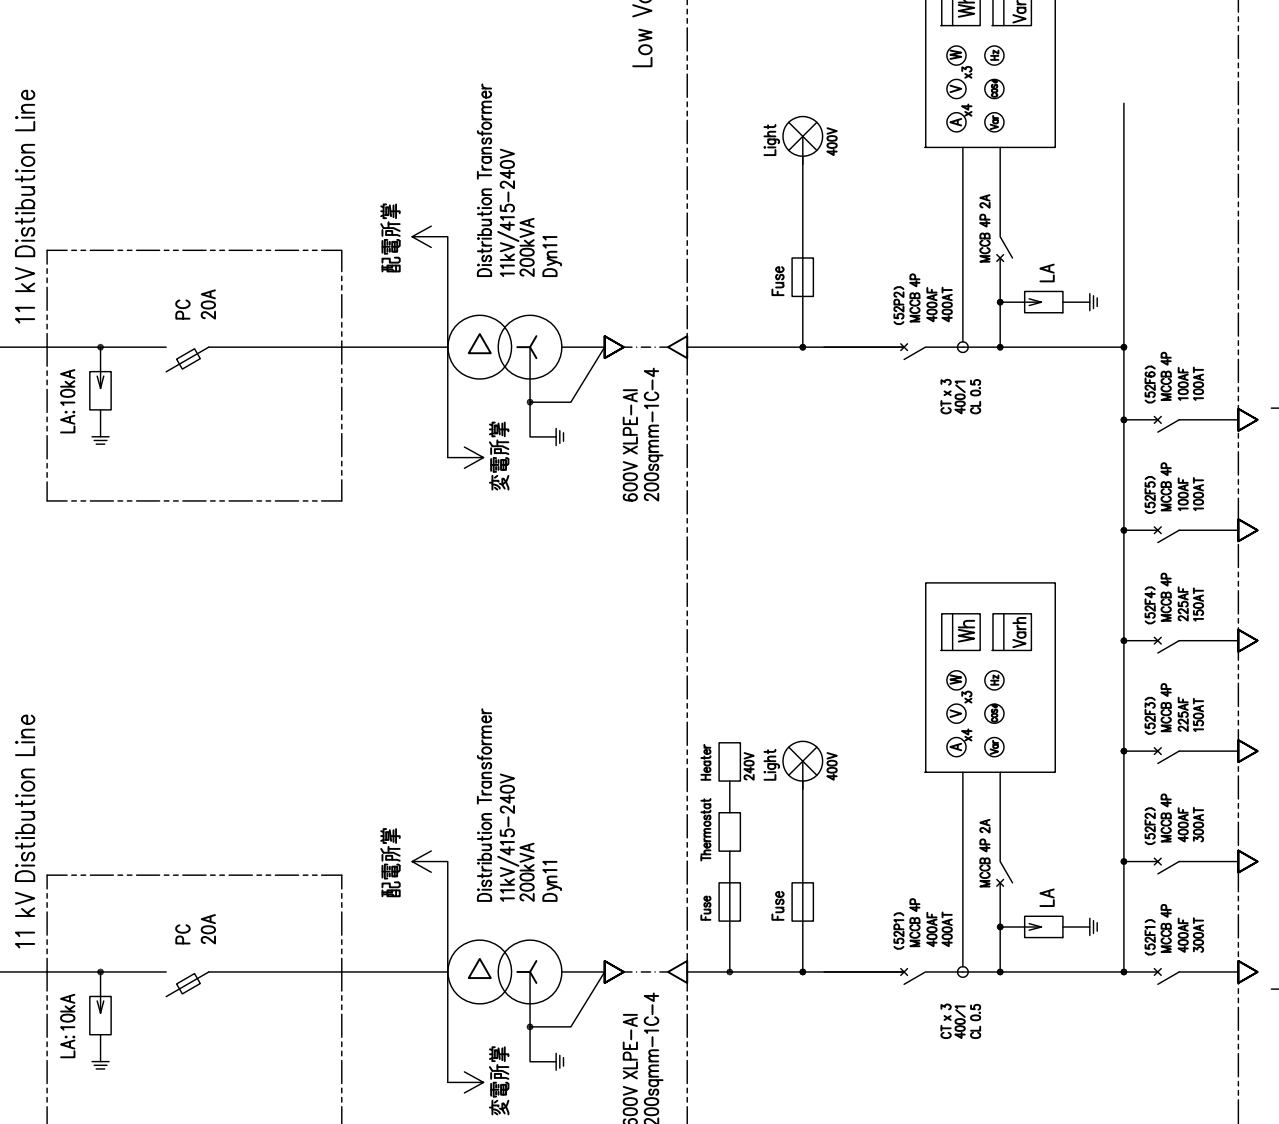 11 kV Distibution Line
LA:10kA
PC
20A
配電所掌
変電所掌
Distribution Transformer
11kV/415-240V
200kVA
Dyn11
600V XLPE-Al
200sqmm-1C-4
Low
Light
400V
Fuse
(52P2)
MCCB 4P
400AF
400AT
CT x 3
400/1
CL 0.5
MCCB 4P 2A
LA
A x4
V x3
W
Var
cosφ
Hz
Wh
Var
(52F6)
MCCB 4P
100AF
100AT
(52F5)
MCCB 4P
100AF
100AT
(52F4)
MCCB 4P
225AF
150AT
(52F3)
MCCB 4P
225AF
150AT
(52F2)
MCCB 4P
400AF
300AT
(52F1)
MCCB 4P
400AF
300AT
11 kV Distibution Line
LA:10kA
PC
20A
配電所掌
変電所掌
Distribution Transformer
11kV/415-240V
200kVA
Dyn11
600V XLPE-Al
200sqmm-1C-4
Fuse
Thermostat
Heater
240V
Fuse
Light
400V
(52P1)
MCCB 4P
400AF
400AT
CT x 3
400/1
CL 0.5
MCCB 4P 2A
LA
A x4
V x3
W
Var
cosφ
Hz
Wh
Varh